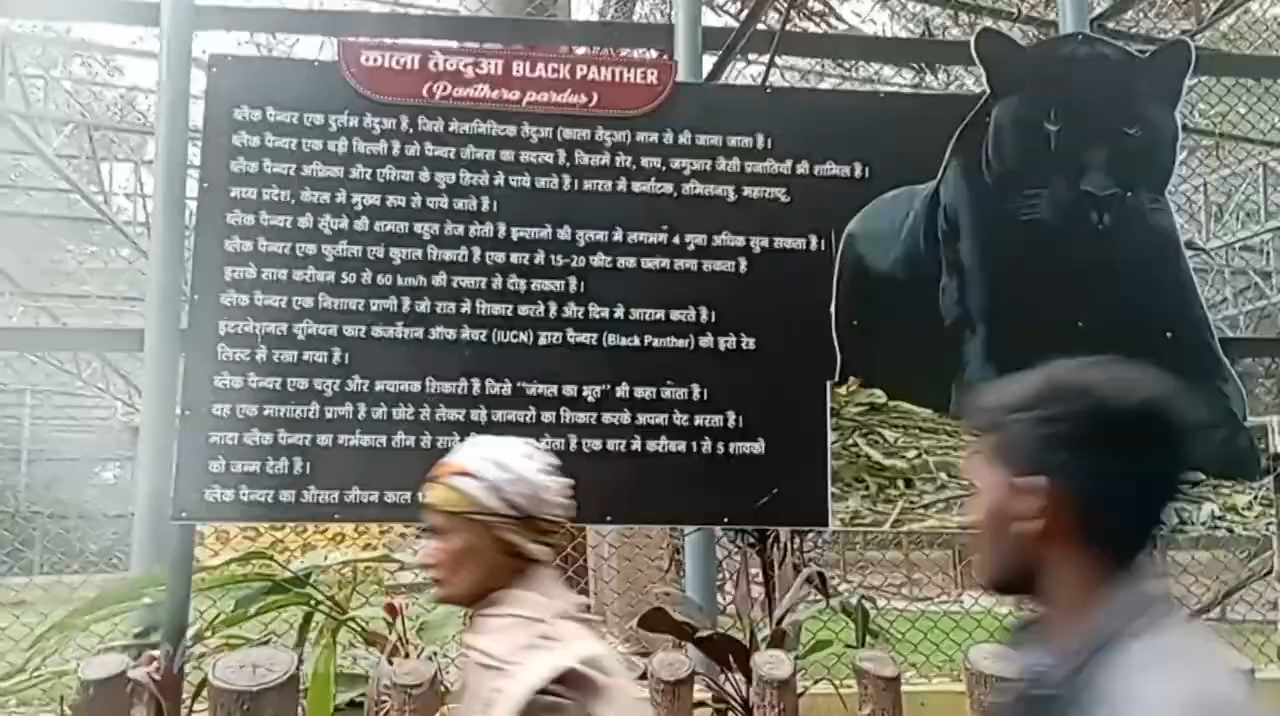 काला तेन्दुआ BLACK PANTHER
(Panthera pardus)
ब्लैक पैन्थर एक दुर्लभ तेंदुआ है, जिसे मेलानिस्टिक तेंदुआ (काला तेंदुआ) नाम से भी जाना जाता है।
ब्लैक पैन्थर एक बड़ी बिल्ली है जो पैन्थर जीनस का सदस्य है, जिसमें शेर, बाघ, जगुआर जैसी प्रजातियाँ भी शामिल है।
ब्लैक पैन्थर अफ्रिका और एशिया के कुछ हिस्से में पाये जाते है। भारत में कर्नाटक, तमिलनाडु, महाराष्ट्र,
मध्य प्रदेश, केरल में मुख्य रूप से पाये जाते है।
ब्लैक पैन्थर की सूँघने की क्षमता बहुत तेज होती है इन्सानों की तुलना में लगभग 4 गुना अधिक सुन सकता है।
ब्लैक पैन्थर एक फुर्तीला एवं कुशल शिकारी है एक बार में 15-20 फीट तक छलांग लगा सकता है
इसके साथ करीबन 50 से 60 km/h की रफ्तार से दौड़ सकता है।
ब्लैक पैन्थर एक निशाचर प्राणी है जो रात में शिकार करते है और दिन में आराम करते है।
इंटरनेशनल यूनियन फार कंजर्वेशन ऑफ नेचर (IUCN) द्वारा पैन्थर (Black Panther) को इसे रेड
लिस्ट से रखा गया है।
ब्लैक पैन्थर एक चतुर और भयानक शिकारी है जिसे "जंगल का भूत" भी कहा जाता है।
यह एक मांशाहारी प्राणी है जो छोटे से लेकर बड़े जानवरों का शिकार करके अपना पेट भरता है।
मादा ब्लैक पैन्थर का गर्भकाल तीन से साढ़े होता है एक बार में करीबन 1 से 5 शावकों
को जन्म देती है।
ब्लैक पैन्थर का औसत जीवन काल